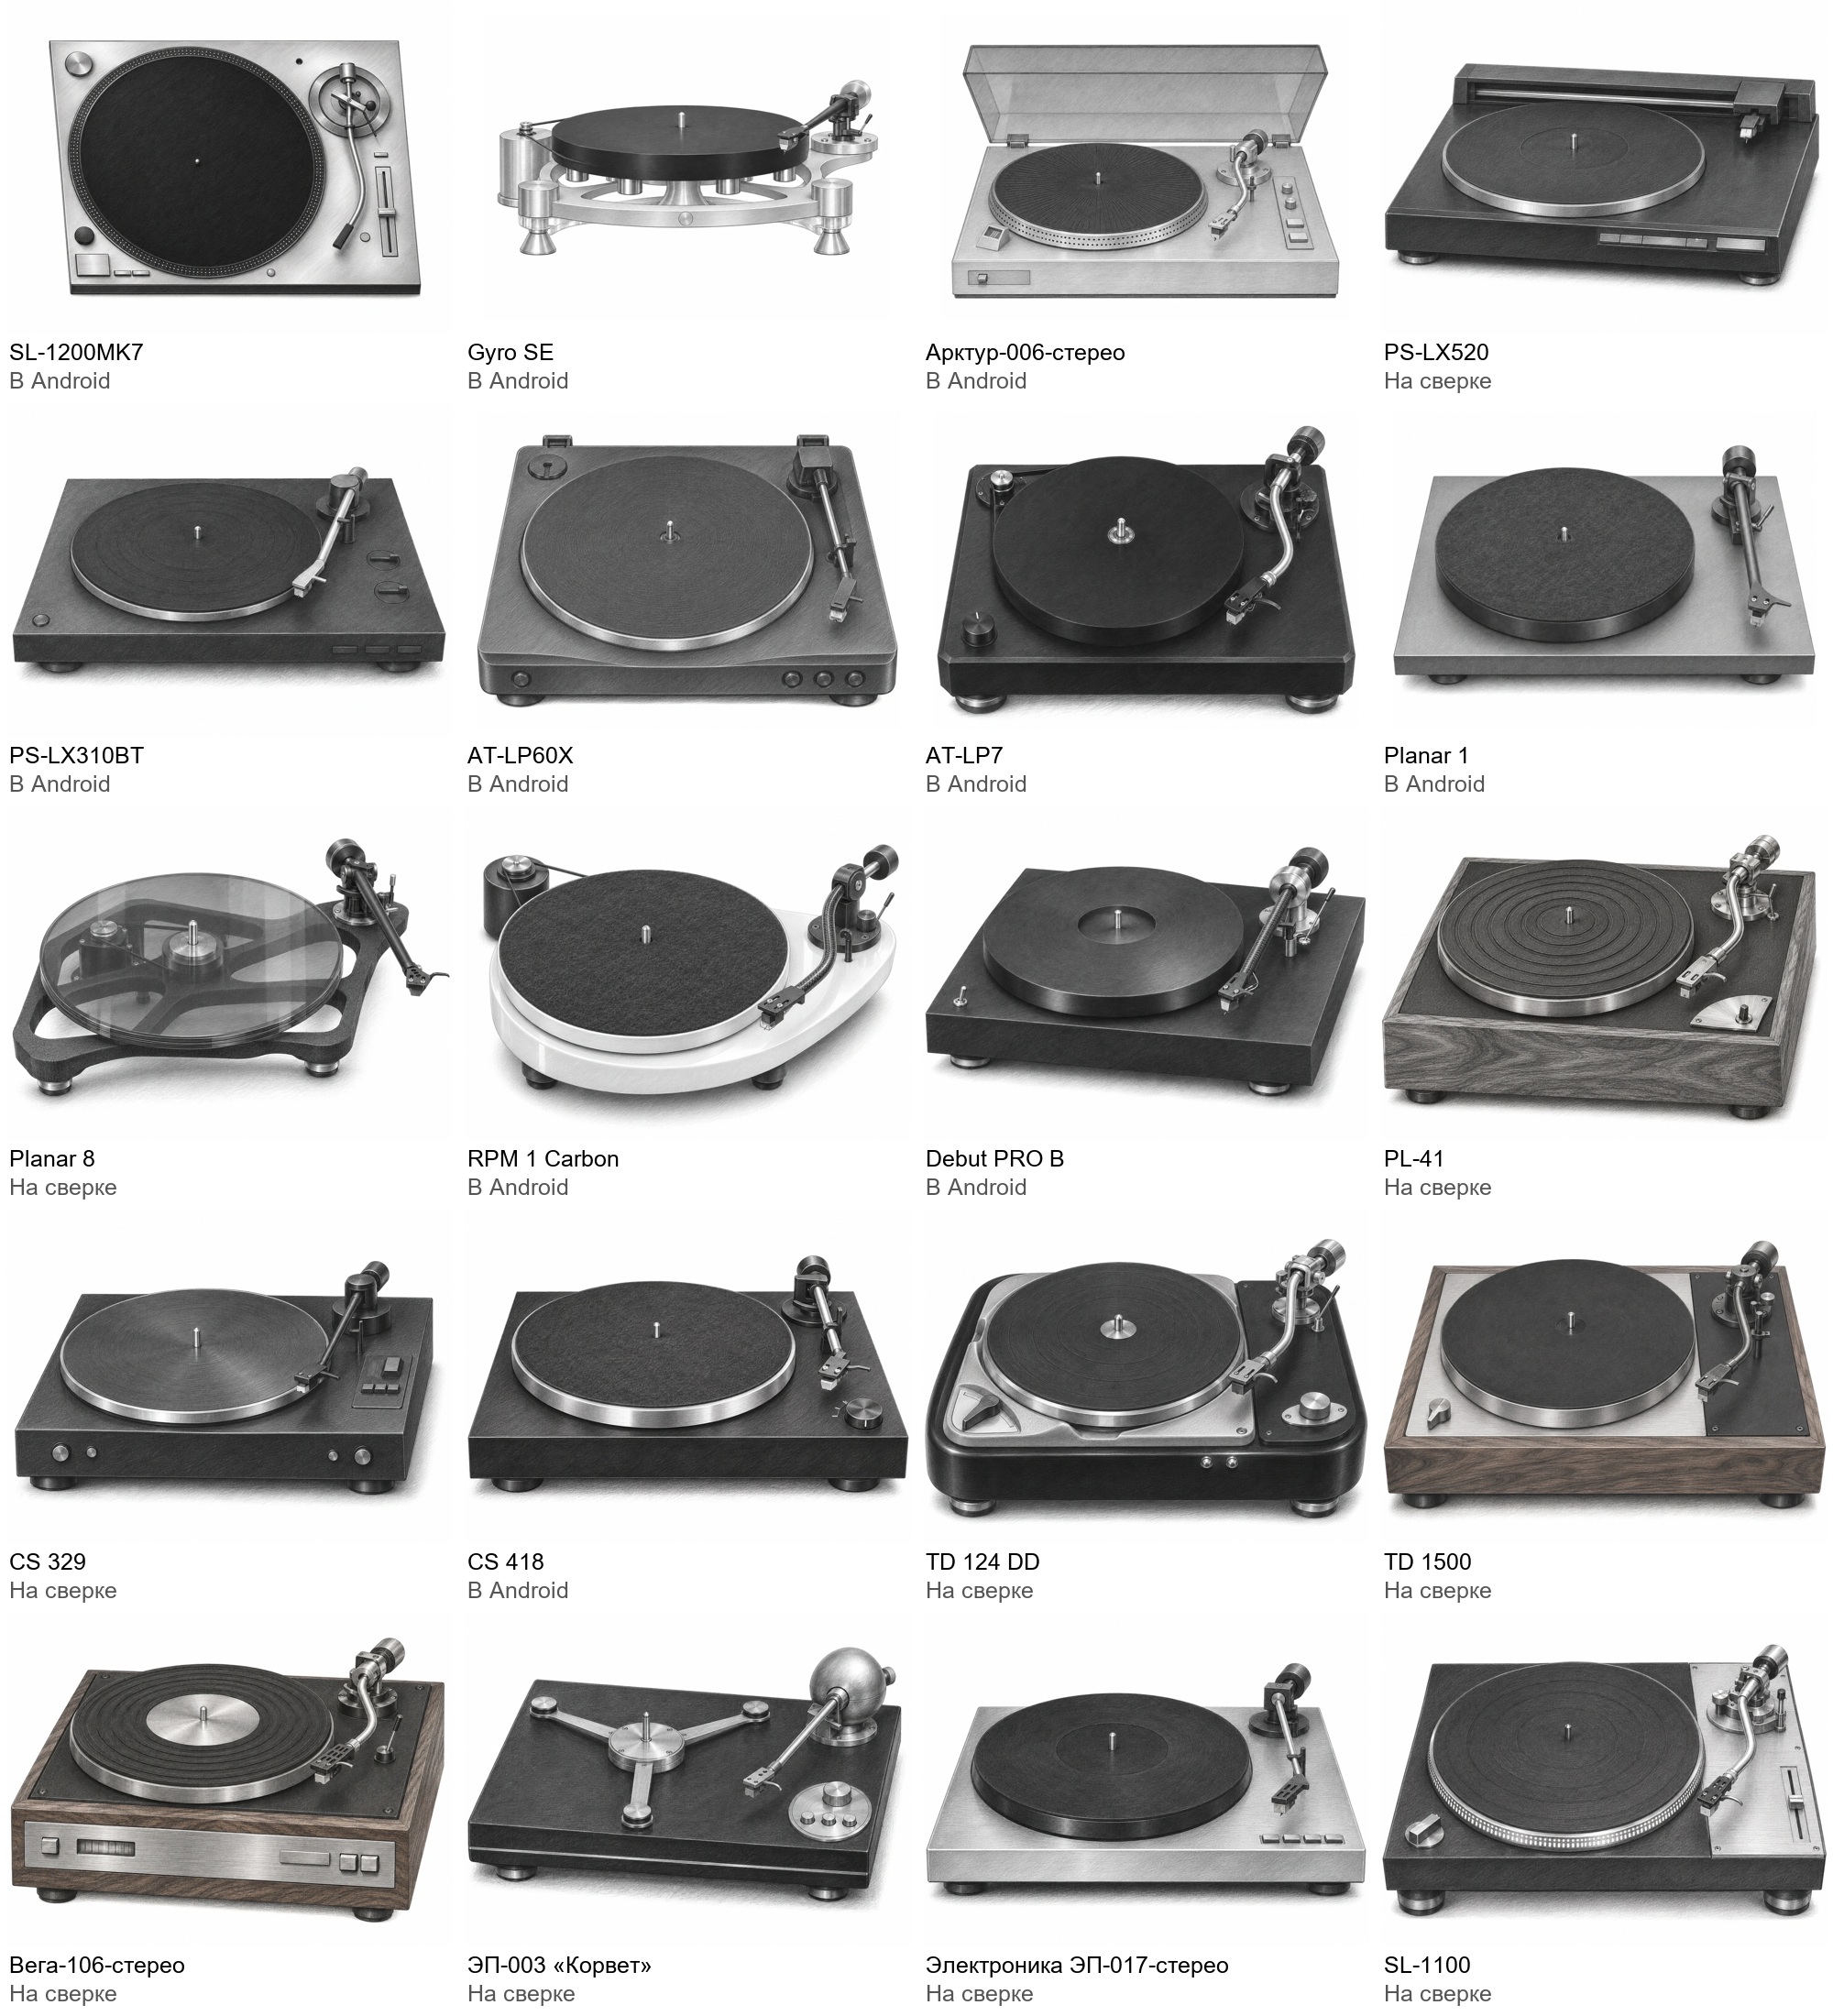 SL-1200MK7
В Android
Gyro SE
В Android
Арктур-006-стерео
В Android
PS-LX520
На сверке
PS-LX310BT
В Android
AT-LP60X
В Android
AT-LP7
В Android
Planar 1
В Android
Planar 8
На сверке
RPM 1 Carbon
В Android
Debut PRO B
В Android
PL-41
На сверке
CS 329
На сверке
CS 418
В Android
TD 124 DD
На сверке
TD 1500
На сверке
Вега-106-стерео
На сверке
ЭП-003 «Корвет»
На сверке
Электроника ЭП-017-стерео
На сверке
SL-1100
На сверке